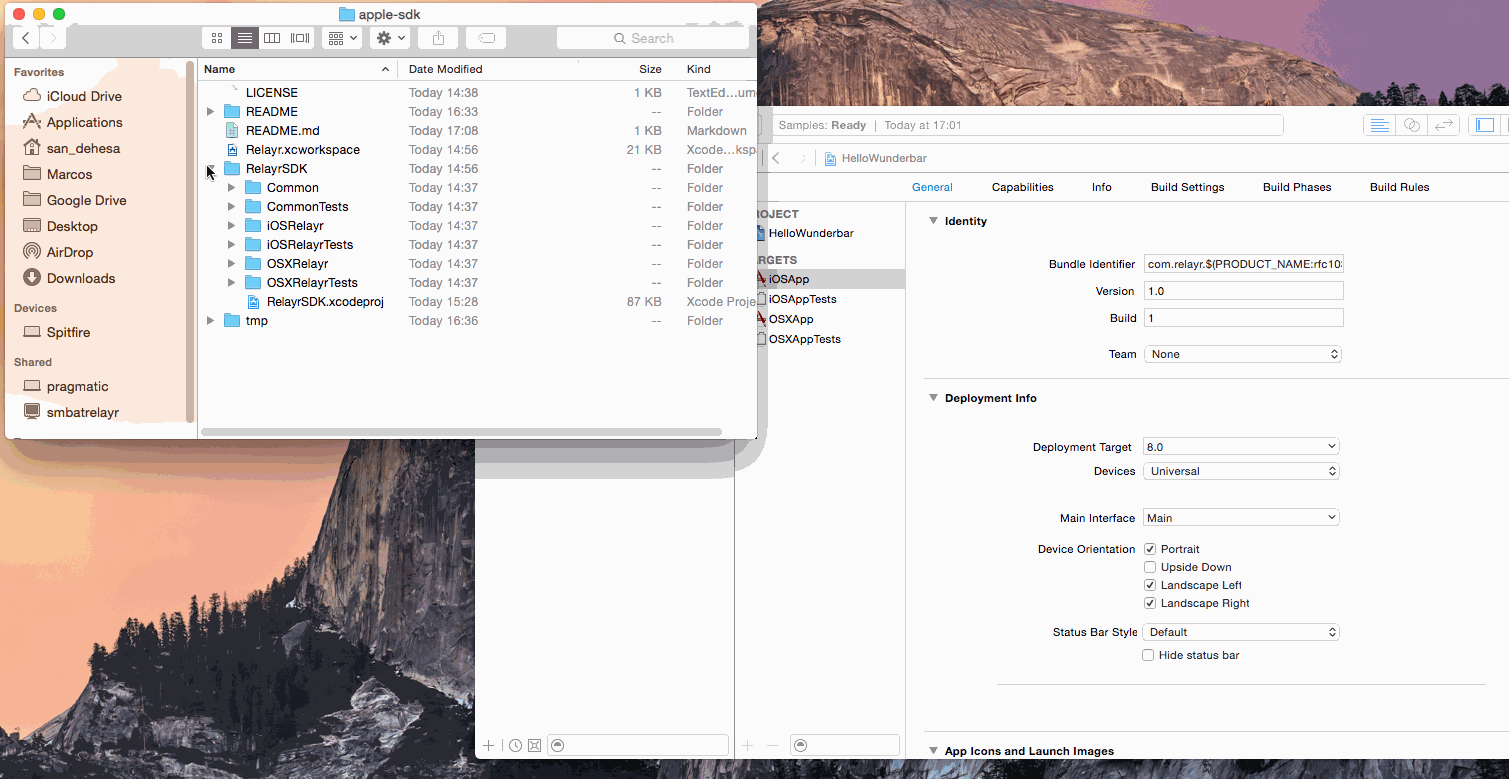 apple-sdk
Search
Favorites
iCloud Drive
Applications
san_dehesa
Marcos
Google Drive
Desktop
AirDrop
Downloads
Devices
Spitfire
Shared
pragmatic
smbatrelayr
Name Date Modified Size Kind
LICENSE Today 14:38 1 KB TextEd...um
README Today 16:33 -- Folder
README.md Today 17:08 1 KB Markdown
Relayr.xcworkspace Today 14:56 21 KB Xcode...ksp
RelayrSDK Today 14:56 -- Folder
Common Today 14:37 -- Folder
CommonTests Today 14:37 -- Folder
iOSRelayr Today 14:37 -- Folder
iOSRelayrTests Today 14:37 -- Folder
OSXRelayr Today 14:37 -- Folder
OSXRelayrTests Today 14:37 -- Folder
RelayrSDK.xcodeproj Today 15:28 87 KB Xcode Proje
tmp Today 16:36 -- Folder
Samples: Ready | Today at 17:01
HelloWunderbar
General Capabilities Info Build Settings Build Phases Build Rules
ROJECT
HelloWunderbar
RGETS
iOSApp
iOSAppTests
OSXApp
OSXAppTests
Identity
Bundle Identifier com.relayr.$(PRODUCT_NAME:rfc103
Version 1.0
Build 1
Team None
Deployment Info
Deployment Target 8.0
Devices Universal
Main Interface Main
Device Orientation Portrait
Upside Down
Landscape Left
Landscape Right
Status Bar Style Default
Hide status bar
App Icons and Launch Images